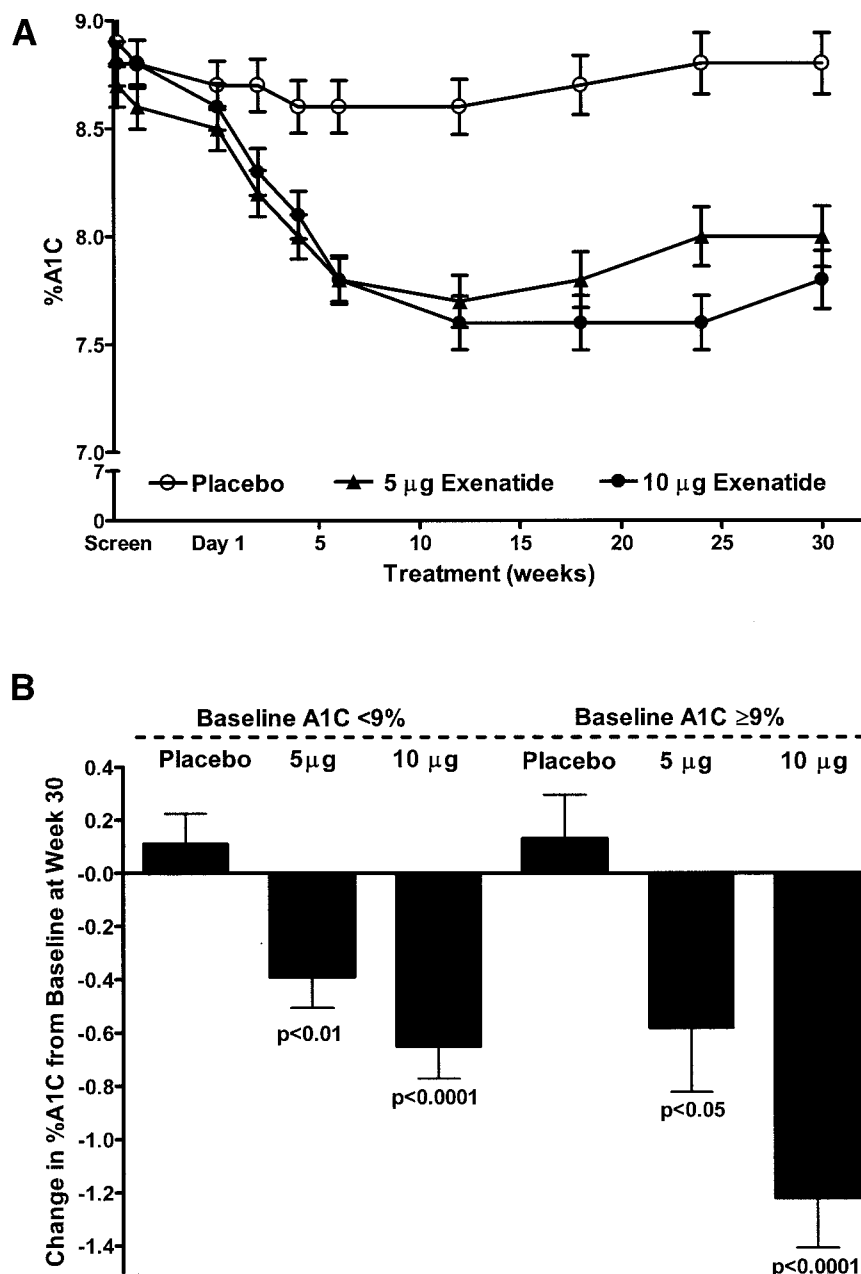 A
%A1C
9.0
8.5
8.0
7.5
7.0
7
0
Placebo 5 μg Exenatide 10 μg Exenatide
Screen Day 1 5 10 15 20 25 30
Treatment (weeks)
B
Baseline A1C <9% Baseline A1C ≥9%
Placebo 5μg 10 μg Placebo 5 μg 10 μg
Change in %A1C from Baseline at Week 30
0.4
0.2
-0.0
-0.2
-0.4
-0.6
-0.8
-1.0
-1.2
-1.4
p<0.01
p<0.0001
p<0.05
p<0.0001